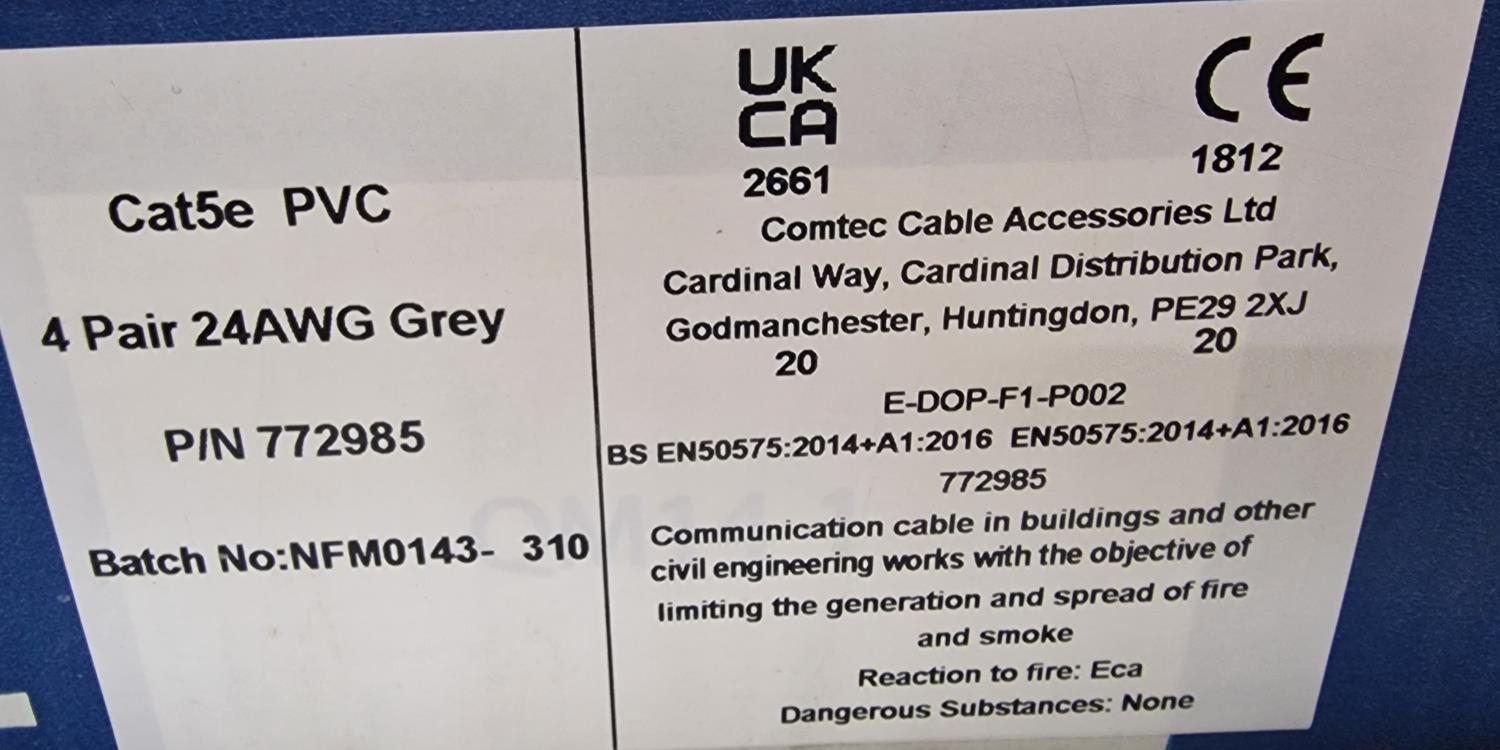 Cat5e PVC
4 Pair 24AWG Grey
P/N 772985
Batch No:NFM0143- 310
UK
CA
CE
2661
1812
Comtec Cable Accessories Ltd
Cardinal Way, Cardinal Distribution Park,
Godmanchester, Huntingdon, PE29 2XJ
20 20
E-DOP-F1-P002
BS EN50575:2014+A1:2016 EN50575:2014+A1:2016
772985
Communication cable in buildings and other
civil engineering works with the objective of
limiting the generation and spread of fire
and smoke
Reaction to fire: Eca
Dangerous Substances: None